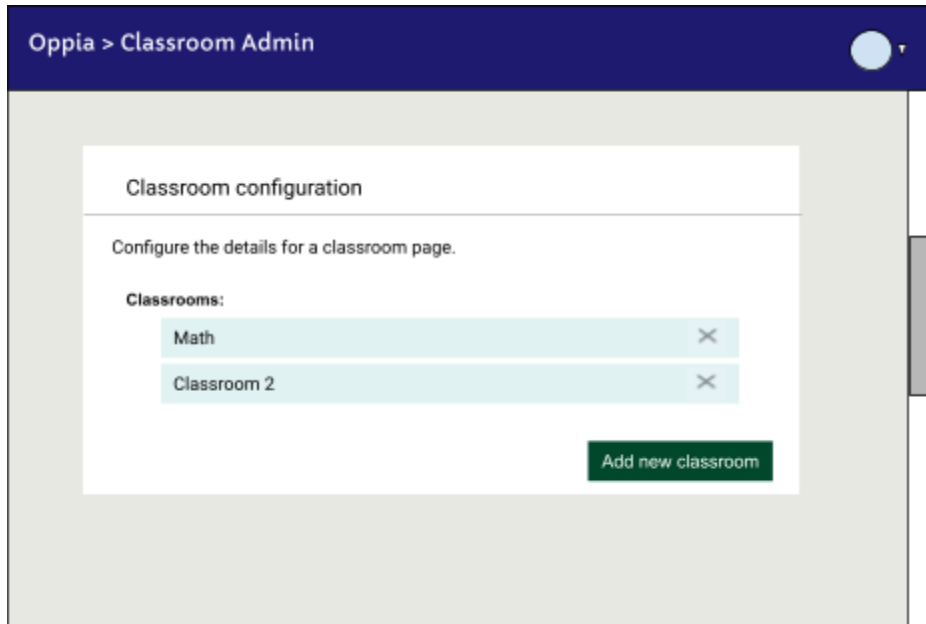 Oppia > Classroom Admin
Classroom configuration
Configure the details for a classroom page.
Classrooms:
Math
Classroom 2
Add new classroom